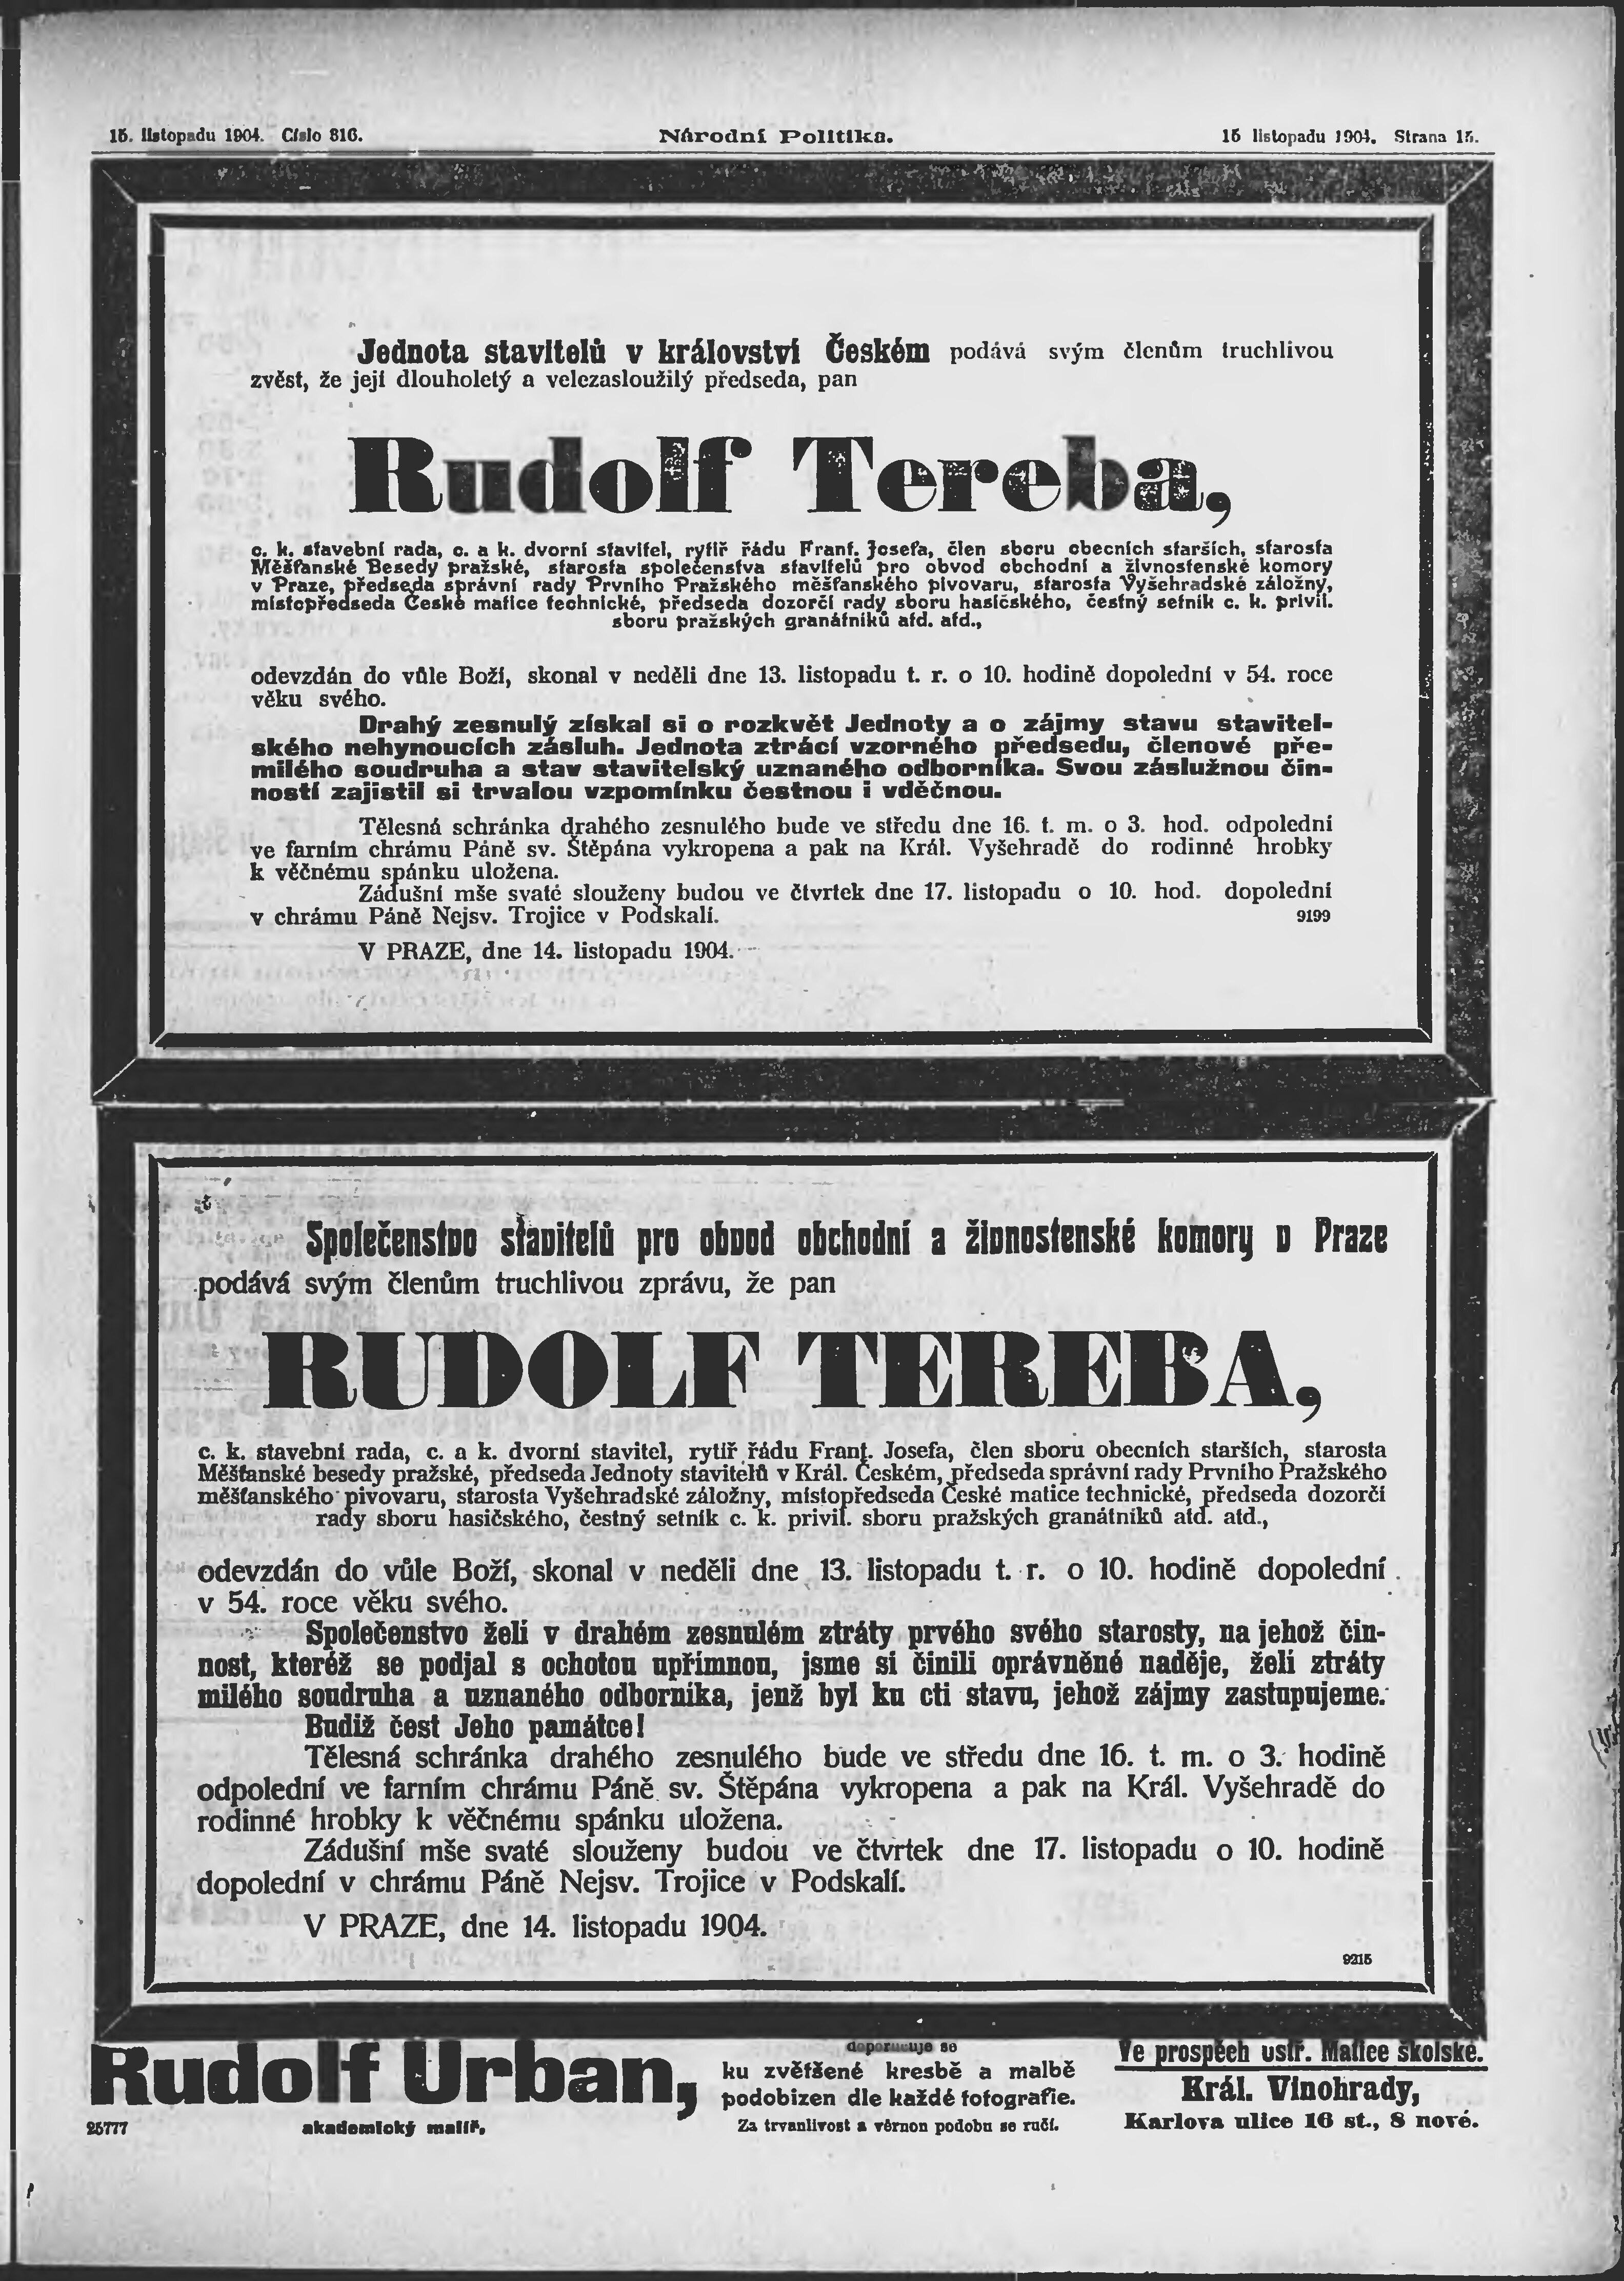 15. listopadu 1904. Číslo 316.
Národní Politika.
15 listopadu 1904. Strana 15.
Jednota stavitelů v království Českém podává svým členům truchlivou
zvěst, že její dlouholetý a velezasloužilý předseda, pan
Rudolf Tereba,
c. k. stavební rada, c. a k. dvorní stavitel, rytíř řádu Frant. Josefa, člen sboru obecních starších, starosta
Měšťanské Besedy pražské, starosta společenstva stavitelů pro obvod obchodní a živnostenské komory
v Praze, předseda správní rady Prvního Pražského měšťanského pivovaru, starosta Vyšehradské záložny,
místopředseda České matice technické, předseda dozorčí rady sboru hasičského, čestný setník c. k. privil.
sboru pražských granátníků atd. atd.,
odevzdán do vůle Boží, skonal v neděli dne 13. listopadu t. r. o 10. hodině dopolední v 54. roce
věku svého.
Drahý zesnulý získal si o rozkvět Jednoty a o zájmy stavu stavitel-
ského nehynoucích zásluh. Jednota ztrácí vzorného předsedu, členové pře-
milého soudruha a stav stavitelský uznaného odborníka. Svou záslužnou čin-
ností zajistil si trvalou vzpomínku čestnou i vděčnou.
Tělesná schránka drahého zesnulého bude ve středu dne 16. t. m. o 3. hod. odpolední
ve farním chrámu Páně sv. Štěpána vykropena a pak na Král. Vyšehradě do rodinné hrobky
k věčnému spánku uložena.
Zádušní mše svaté slouženy budou ve čtvrtek dne 17. listopadu o 10. hod. dopolední
v chrámu Páně Nejsv. Trojice v Podskalí. 9199
V PRAZE, dne 14. listopadu 1904.
Společenstvo stavitelů pro obvod obchodní a živnostenské komory v Praze
podává svým členům truchlivou zprávu, že pan
RUDOLF TEREBA,
c. k. stavební rada, c. a k. dvorní stavitel, rytíř řádu Frant. Josefa, člen sboru obecních starších, starosta
Měšťanské besedy pražské, předseda Jednoty stavitelů v Král. Českém, předseda správní rady Prvního Pražského
měšťanského pivovaru, starosta Vyšehradské záložny, místopředseda České matice technické, předseda dozorčí
rady sboru hasičského, čestný setník c. k. privil. sboru pražských granátníků atd. atd.,
odevzdán do vůle Boží, skonal v neděli dne 13. listopadu t. r. o 10. hodině dopolední
v 54. roce věku svého.
Společenstvo želí v drahém zesnulém ztráty prvého svého starosty, na jehož čin-
nost, kteréž se podjal s ochotou upřímnou, jsme si činili oprávněné naděje, želí ztráty
milého soudruha a uznaného odborníka, jenž byl ku cti stavu, jehož zájmy zastupujeme.
Budiž čest Jeho památce!
Tělesná schránka drahého zesnulého bude ve středu dne 16. t. m. o 3. hodině
odpolední ve farním chrámu Páně sv. Štěpána vykropena a pak na Král. Vyšehradě do
rodinné hrobky k věčnému spánku uložena.
Zádušní mše svaté slouženy budou ve čtvrtek dne 17. listopadu o 10. hodině
dopolední v chrámu Páně Nejsv. Trojice v Podskalí.
V PRAZE, dne 14. listopadu 1904.
9215
Rudolf Urban,
25777 akademický malíř,
doporučuje se
ku zvětšené kresbě a malbě
podobizen dle každé fotografie.
Za trvanlivost a věrnou podobu se ručí.
Ve prospěch ústř. Matice školské.
Král. Vinohrady,
Karlova ulice 16 st., 8 nové.